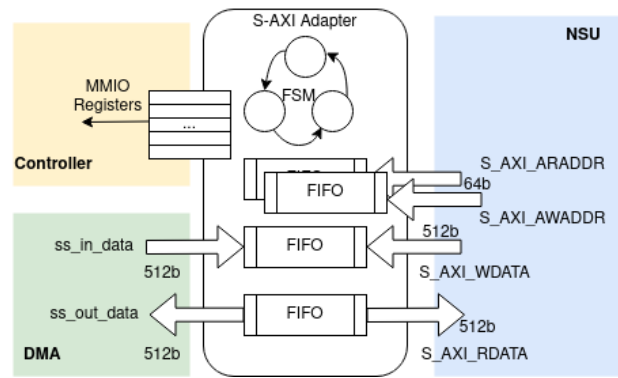 S-AXI Adapter
NSU
MMIO
Registers
FSM
...
Controller
S_AXI_ARADDR
FIFO
FIFO
64b
S_AXI_AWADDR
ss_in_data
FIFO
512b
512b
S_AXI_WDATA
ss_out_data
FIFO
512b
DMA
512b
S_AXI_RDATA